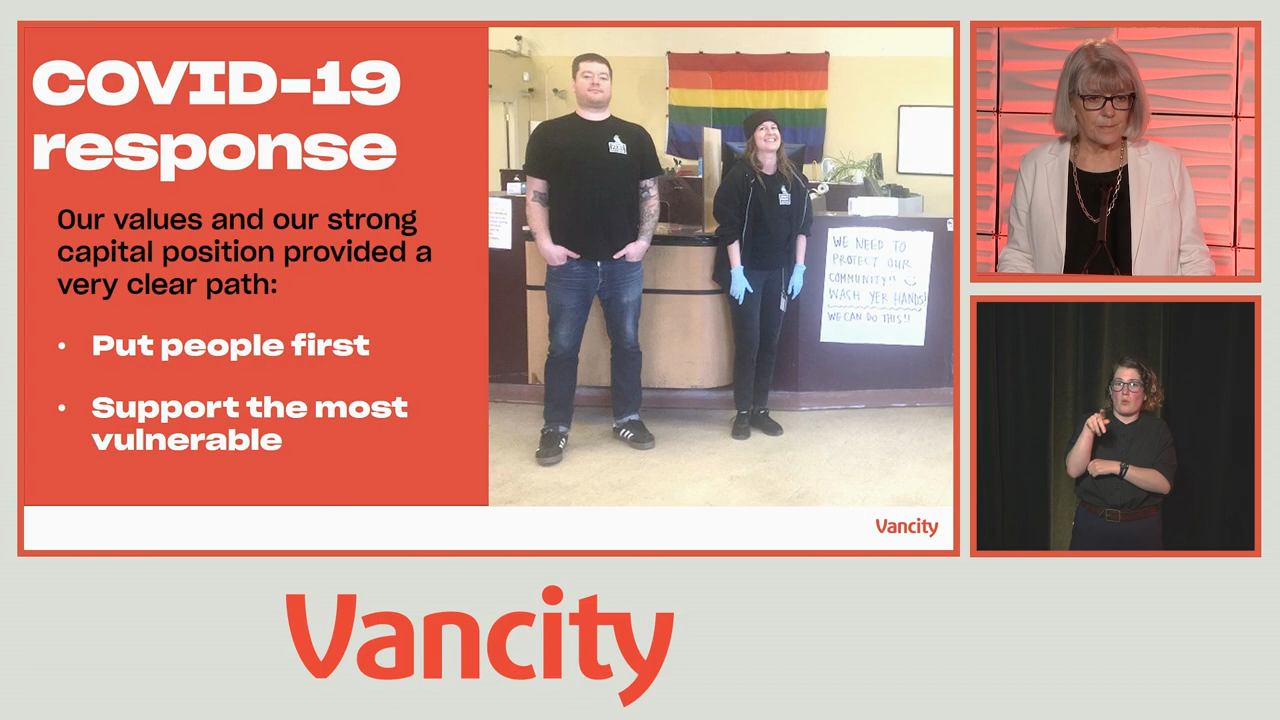 COVID-19
response
Our values and our strong
capital position provided a
very clear path:
• Put people first
• Support the most
vulnerable
WE NEED TO
PROTECT OUR
COMMUNITY!!
WASH YER HANDS!
WE CAN DO THIS!!
Vancity
Vancity